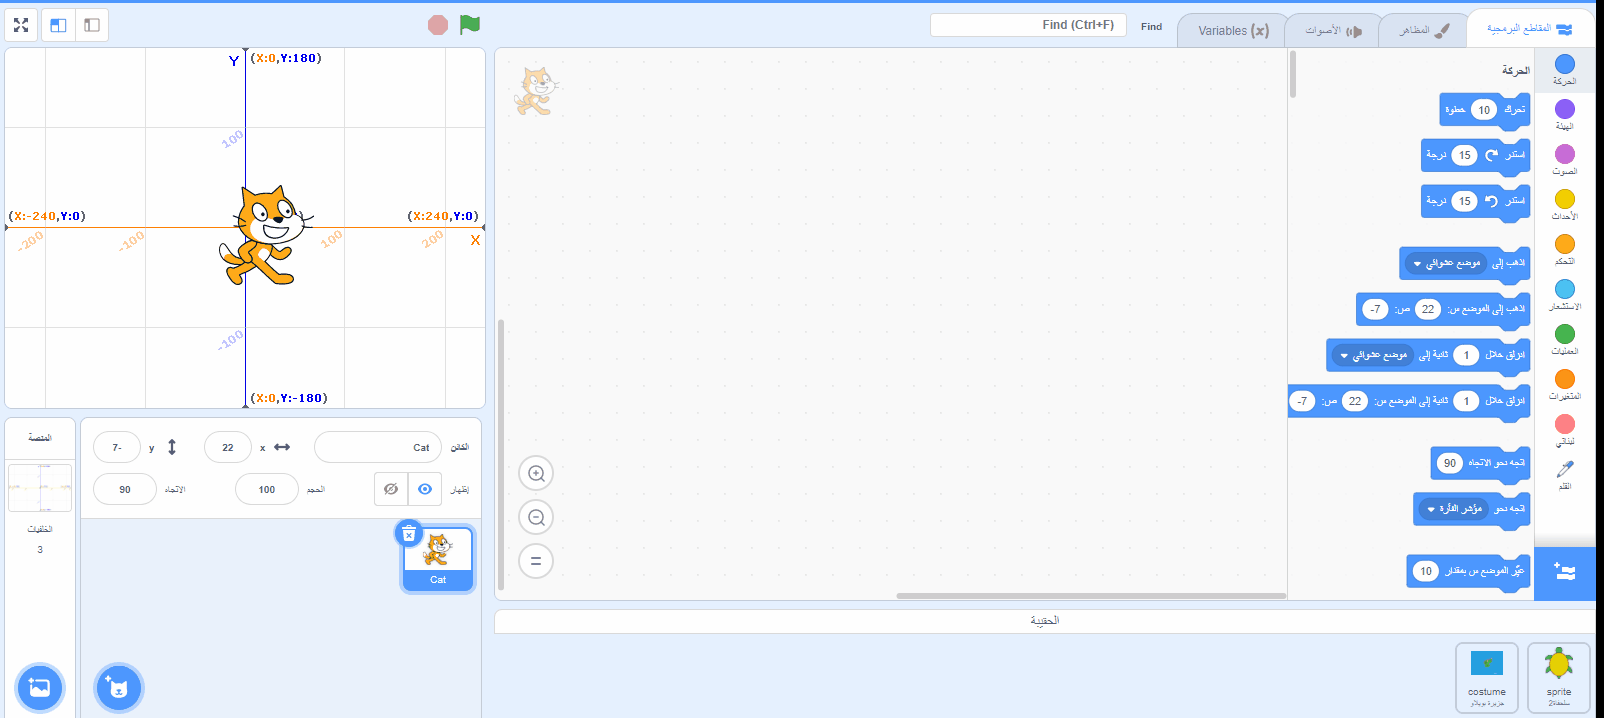 المقاطع البرمجية
المظاهر
الأصوات
Variables (x)
Find
Find (Ctrl+F)
الحركة
الهيئة
الصوت
الأحداث
التحكم
الاستشعار
العمليات
المتغيرات
لبناتي
القلم
الحركة
تحرك 10 خطوة
استدر 15 درجة
استدر 15 درجة
اذهب إلى موضع عشوائي
اذهب إلى الموضع س: 22 ص: -7
انزلق خلال 1 ثانية إلى موضع عشوائي
انزلق خلال 1 ثانية إلى الموضع س: 22 ص: -7
اتجه نحو الاتجاه 90
اتجه نحو مؤشر الفأرة
غيِّر الموضع س بمقدار 10
Y (X:0,Y:180)
100
(X:-240,Y:0)
(X:240,Y:0)
-200
-100
100
200
X
-100
(X:0,Y:-180)
الكائن Cat
x 22
y 7-
إظهار
الحجم 100
الاتجاه 90
Cat
المنصة
الخلفيات
3
الحقيبة
costume
جزيرة بوبلاو
sprite
سلحفاة2